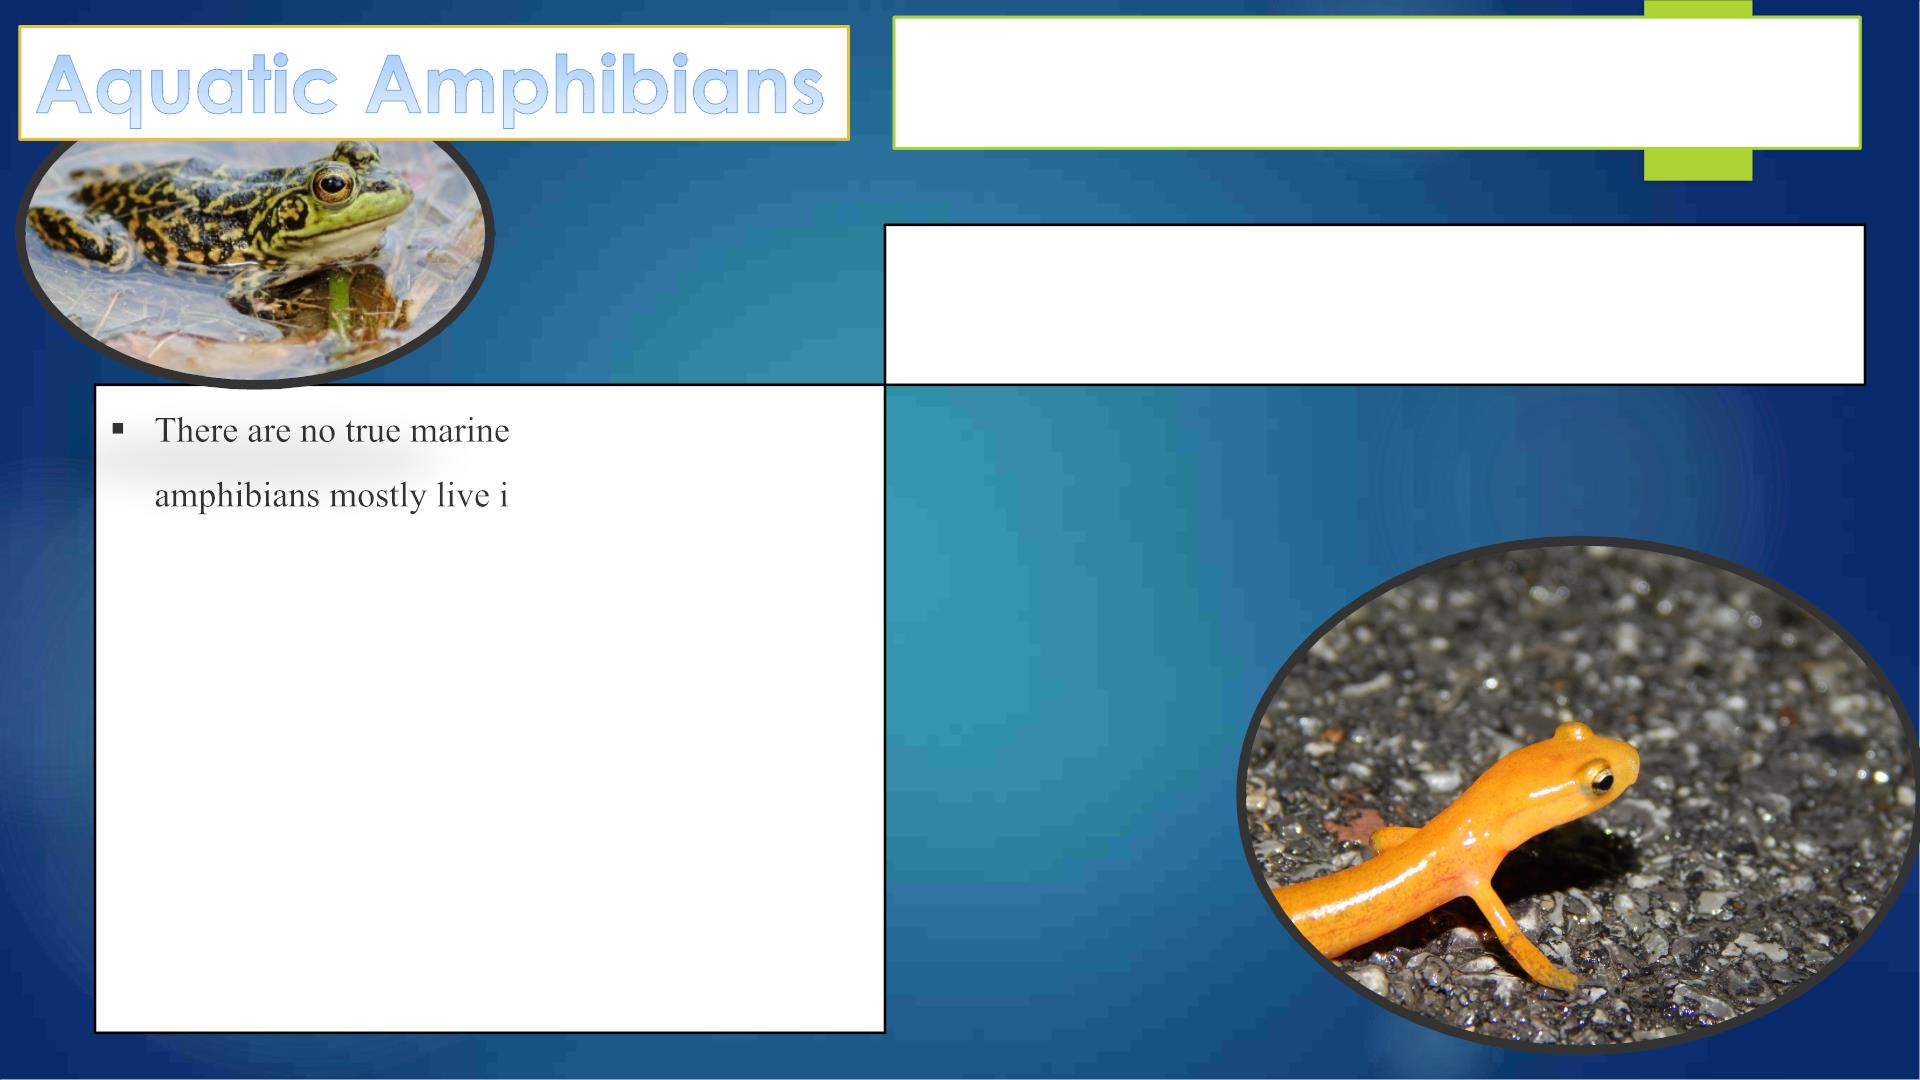 Aquatic Amphibians
▪ There are no true marine
amphibians mostly live i